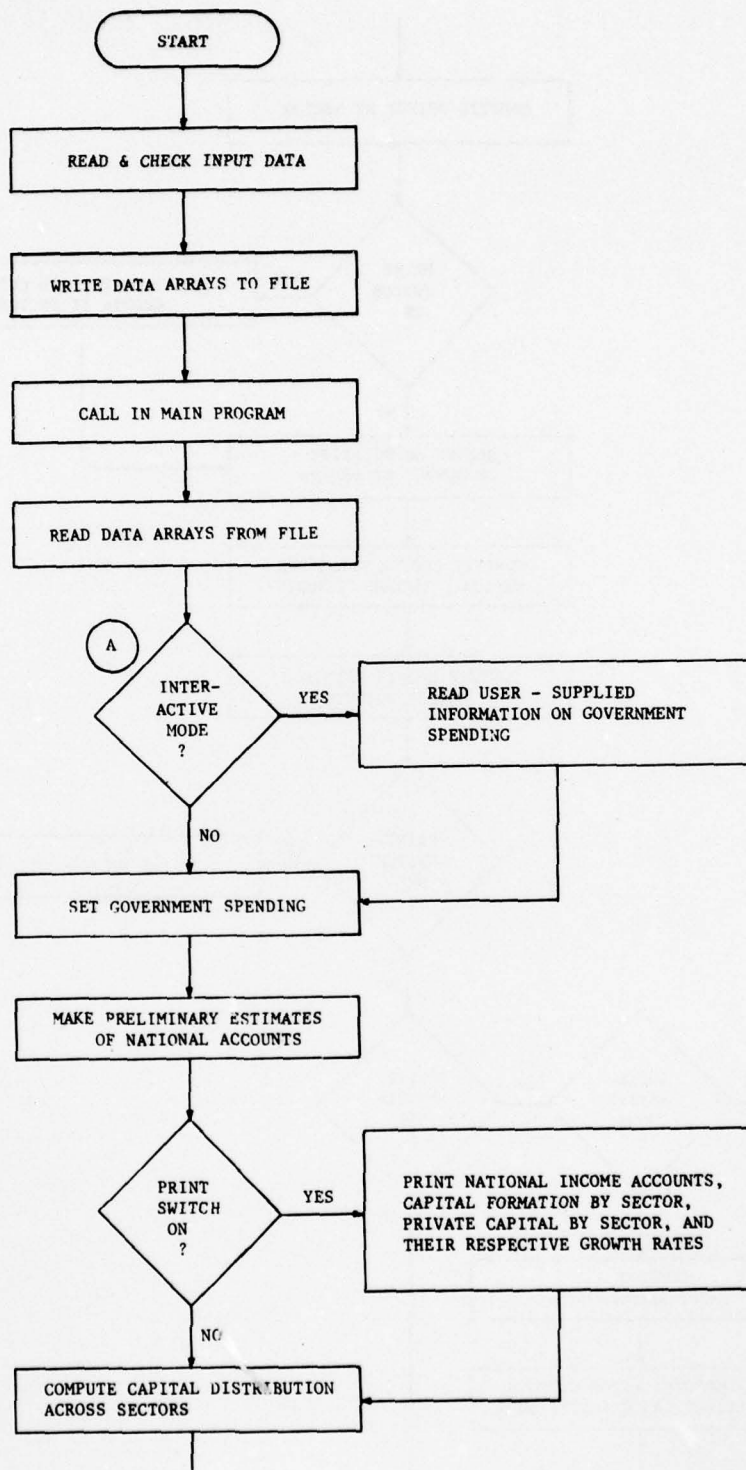 START
READ & CHECK INPUT DATA
WRITE DATA ARRAYS TO FILE
CALL IN MAIN PROGRAM
READ DATA ARRAYS FROM FILE
A
INTER-
ACTIVE
MODE
?
YES
READ USER - SUPPLIED
INFORMATION ON GOVERNMENT
SPENDING
NO
SET GOVERNMENT SPENDING
MAKE PRELIMINARY ESTIMATES
OF NATIONAL ACCOUNTS
PRINT
SWITCH
ON
?
YES
PRINT NATIONAL INCOME ACCOUNTS,
CAPITAL FORMATION BY SECTOR,
PRIVATE CAPITAL BY SECTOR, AND
THEIR RESPECTIVE GROWTH RATES
NO
COMPUTE CAPITAL DISTRIBUTION
ACROSS SECTORS